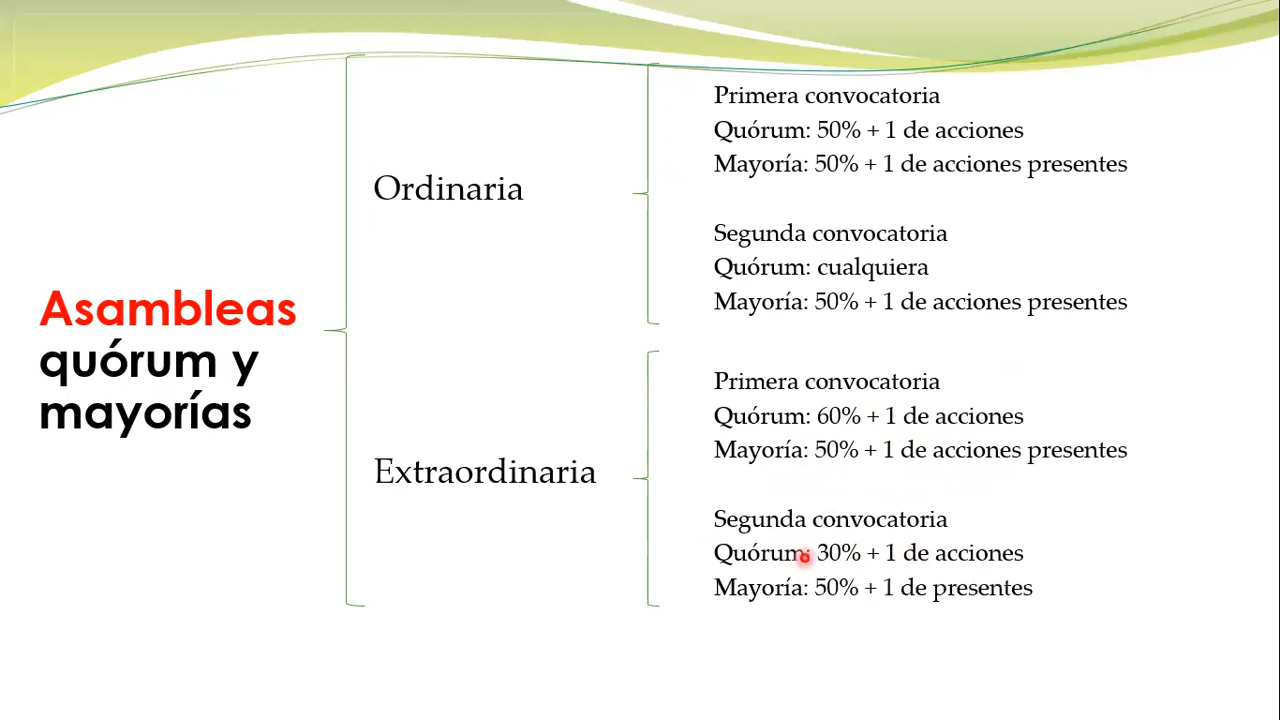 Asambleas
quórum y
mayorías
Ordinaria
Primera convocatoria
Quórum: 50% + 1 de acciones
Mayoría: 50% + 1 de acciones presentes
Segunda convocatoria
Quórum: cualquiera
Mayoría: 50% + 1 de acciones presentes
Extraordinaria
Primera convocatoria
Quórum: 60% + 1 de acciones
Mayoría: 50% + 1 de acciones presentes
Segunda convocatoria
Quórum: 30% + 1 de acciones
Mayoría: 50% + 1 de presentes